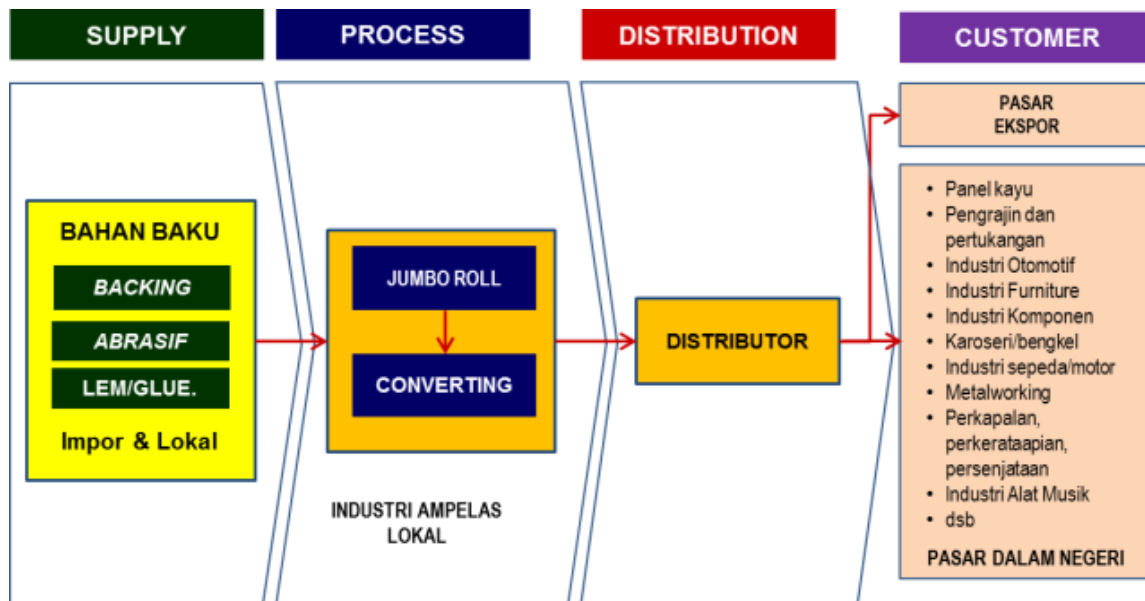 SUPPLY
PROCESS
DISTRIBUTION
CUSTOMER
BAHAN BAKU
BACKING
ABRASIF
LEM/GLUE.
Impor & Lokal
JUMBO ROLL
CONVERTING
INDUSTRI AMPELAS
LOKAL
DISTRIBUTOR
PASAR
EKSPOR
• Panel kayu
• Pengrajin dan
pertukangan
• Industri Otomotif
• Industri Furniture
• Industri Komponen
• Karoseri/bengkel
• Industri sepeda/motor
• Metalworking
• Perkapalan,
perkerataapian,
persenjataan
• Industri Alat Musik
• dsb
PASAR DALAM NEGERI